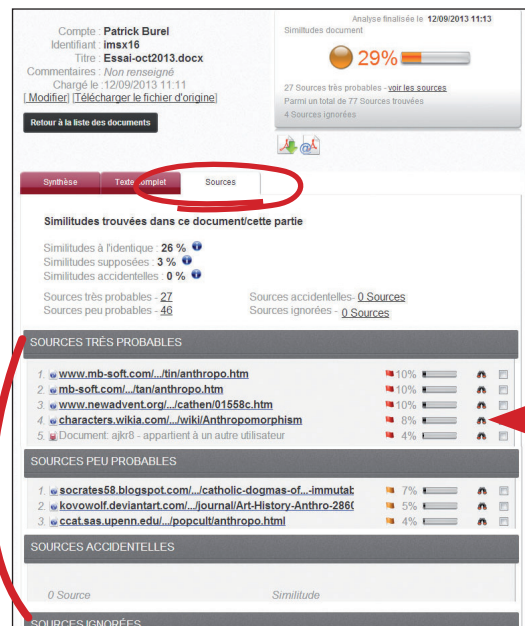 Compte : Patrick Burel
Identifiant : imsx16
Titre : Essai-oct2013.docx
Commentaires : Non renseigné
Chargé le :12/09/2013 11:11
[ Modifier] [Télécharger le fichier d'origine]
Retour à la liste des documents
Analyse finalisée le 12/09/2013 11:13
Similitudes document
29%
27 Sources très probables - voir les sources
Parmi un total de 77 Sources trouvées
4 Sources ignorées
Synthèse Texte complet Sources
Similitudes trouvées dans ce document/cette partie
Similitudes à l'identique : 26 %
Similitudes supposées : 3 %
Similitudes accidentelles : 0 %
Sources très probables - 27 Sources accidentelles- 0 Sources
Sources peu probables - 46 Sources ignorées - 0 Sources
SOURCES TRÈS PROBABLES
1. www.mb-soft.com/.../tin/anthropo.htm 10%
2. mb-soft.com/.../tan/anthropo.htm 10%
3. www.newadvent.org/.../cathen/01558c.htm 10%
4. characters.wikia.com/.../wiki/Anthropomorphism 8%
5. Document: ajkr8 - appartient à un autre utilisateur 4%
SOURCES PEU PROBABLES
1. socrates58.blogspot.com/.../catholic-dogmas-of...-immutab 7%
2. kovowolf.deviantart.com/.../journal/Art-History-Anthro-2860 5%
3. ccat.sas.upenn.edu/.../popcult/anthropo.html 4%
SOURCES ACCIDENTELLES
0 Source Similitude
SOURCES IGNORÉES